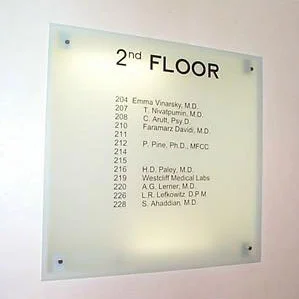 2nd FLOOR
204 Emma Vinarsky, M.D.
207 T. Nivatpumin, M.D.
208 C. Arutt, Psy.D.
210 Faramarz Davidi, M.D.
211
212 P. Pine, Ph.D., MFCC
214
215
216 H.D. Paley, M.D.
219 Westcliff Medical Labs
220 A.G. Lerner, M.D.
226 L.R. Lefkowitz D.P.M
228 S. Ahaddian, M.D.